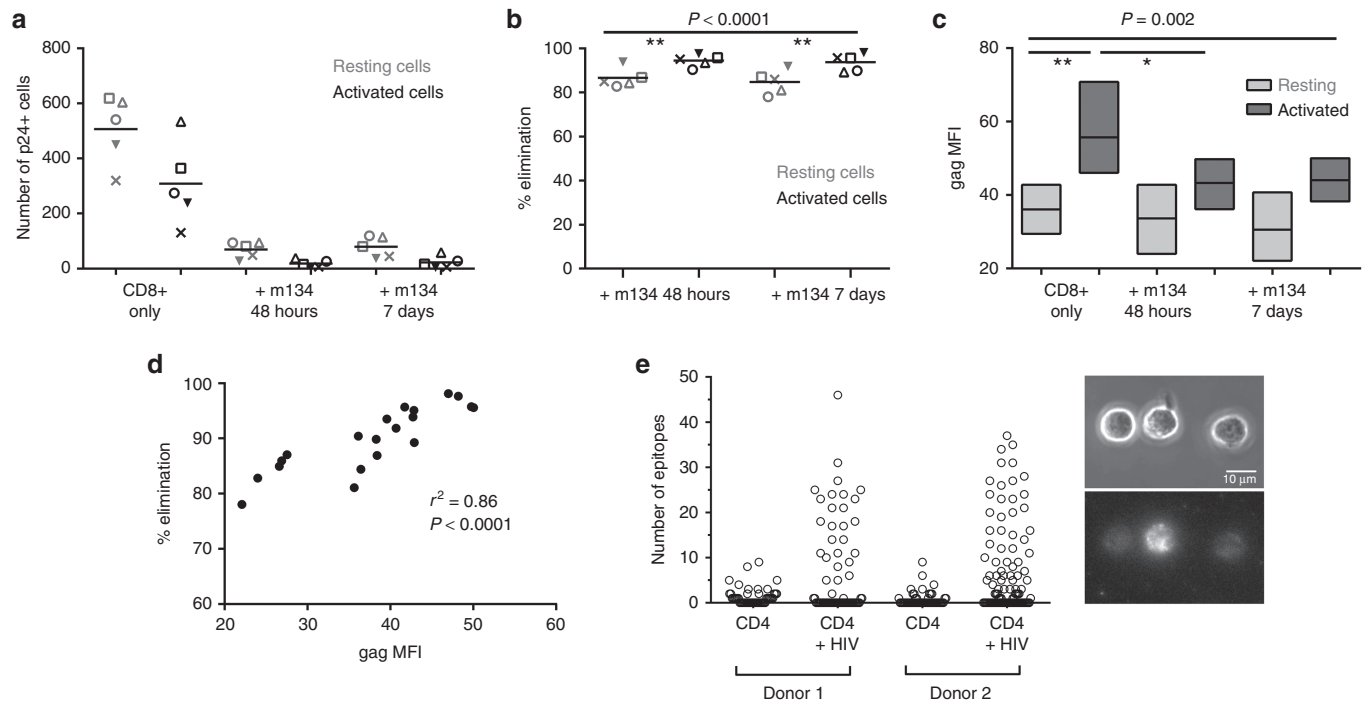 a
Number of p24+ cells
800
600
400
200
0
Resting cells
Activated cells
CD8+
only
+ m134
48 hours
+ m134
7 days
b
P < 0.0001
**
**
% elimination
100
80
60
40
20
0
Resting cells
Activated cells
+ m134 48 hours
+ m134 7 days
c
P = 0.002
**
*
gag MFI
80
60
40
20
Resting
Activated
CD8+
only
+ m134
48 hours
+ m134
7 days
d
% elimination
100
90
80
70
60
r² = 0.86
P < 0.0001
20
30
40
50
60
gag MFI
e
Number of epitopes
50
40
30
20
10
0
CD4
CD4
+ HIV
CD4
CD4
+ HIV
Donor 1
Donor 2
10 μm